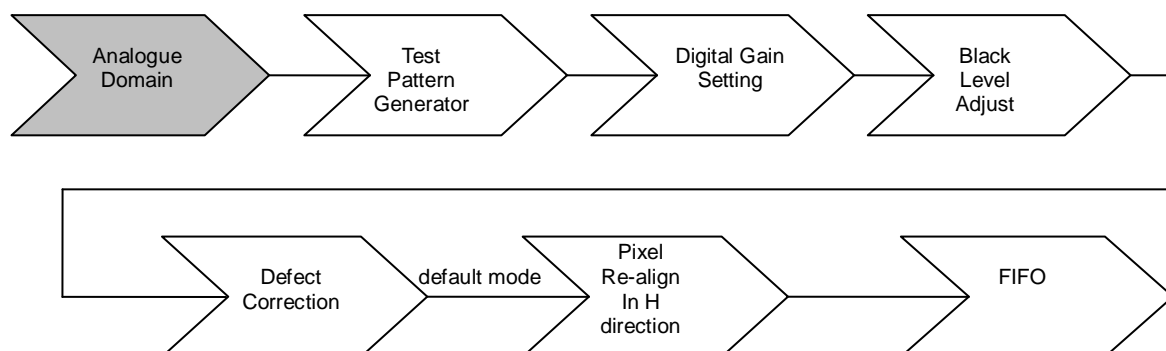 Analogue
Domain
Test
Pattern
Generator
Digital Gain
Setting
Black
Level
Adjust
Defect
Correction
default mode
Pixel
Re-align
In H
direction
FIFO